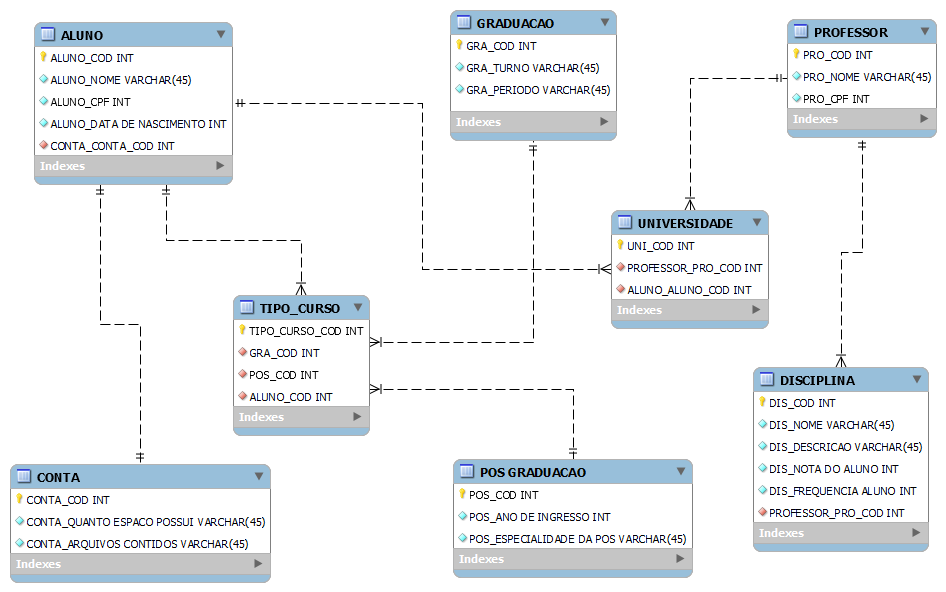 ALUNO
ALUNO_COD INT
ALUNO_NOME VARCHAR(45)
ALUNO_CPF INT
ALUNO_DATA DE NASCIMENTO INT
CONTA_CONTA_COD INT
Indexes
GRADUACAO
GRA_COD INT
GRA_TURNO VARCHAR(45)
GRA_PERIODO VARCHAR(45)
Indexes
PROFESSOR
PRO_COD INT
PRO_NOME VARCHAR(45)
PRO_CPF INT
Indexes
UNIVERSIDADE
UNI_COD INT
PROFESSOR_PRO_COD INT
ALUNO_ALUNO_COD INT
Indexes
TIPO_CURSO
TIPO_CURSO_COD INT
GRA_COD INT
POS_COD INT
ALUNO_COD INT
Indexes
DISCIPLINA
DIS_COD INT
DIS_NOME VARCHAR(45)
DIS_DESCRICAO VARCHAR(45)
DIS_NOTA DO ALUNO INT
DIS_FREQUENCIA ALUNO INT
PROFESSOR_PRO_COD INT
Indexes
CONTA
CONTA_COD INT
CONTA_QUANTO ESPACO POSSUI VARCHAR(45)
CONTA_ARQUIVOS CONTIDOS VARCHAR(45)
Indexes
POS GRADUACAO
POS_COD INT
POS_ANO DE INGRESSO INT
POS_ESPECIALIDADE DA POS VARCHAR(45)
Indexes